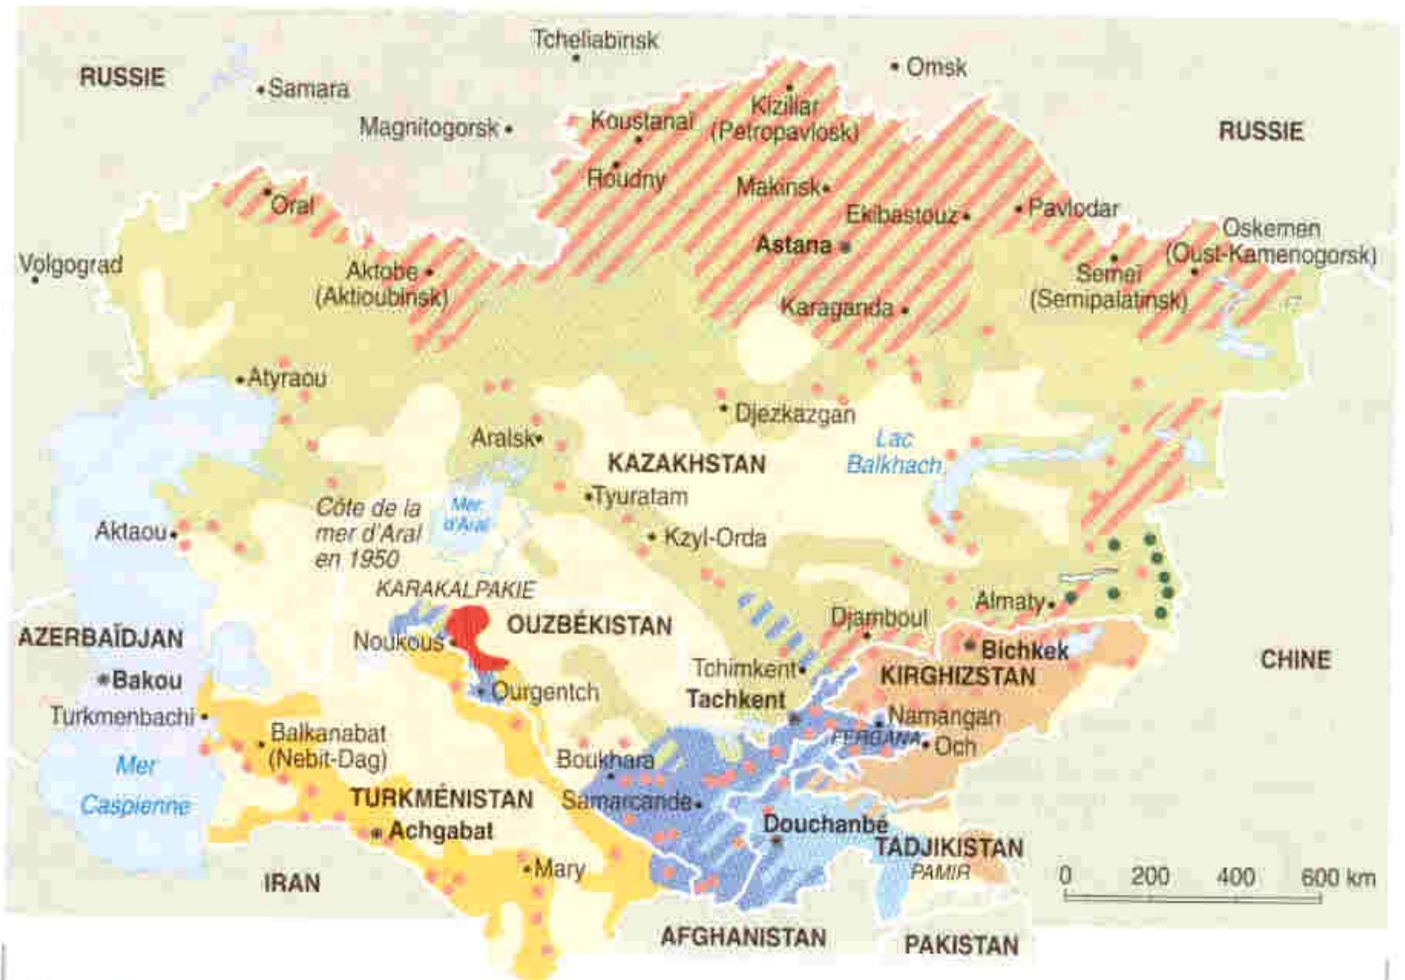 Tcheliabinsk
Omsk
RUSSIE
Samara
Kiziliar
(Petropavlosk)
Koustanaï
Magnitogorsk
RUSSIE
Roudny
Makinsk
Oral
Ekibastouz
Pavlodar
Oskemen
(Oust-Kamenogorsk)
Astana
Volgograd
Aktobe
(Aktioubinsk)
Semeï
(Semipalatinsk)
Karaganda
Atyraou
Djezkazgan
Aralsk
Lac
Balkhach
KAZAKHSTAN
Tyuratam
Côte de la
mer d'Aral
en 1950
Mer
d'Aral
Aktaou
Kzyl-Orda
KARAKALPAKIE
Almaty
Djamboul
OUZBÉKISTAN
AZERBAÏDJAN
Noukous
Bichkek
CHINE
Bakou
Tchimkent
KIRGHIZSTAN
Ourgentch
Tachkent
Turkmenbachi
Namangan
FERGANA
Och
Balkanabat
(Nebit-Dag)
Boukhara
Mer
Caspienne
TURKMÉNISTAN
Samarcande
Achgabat
Douchanbé
TADJIKISTAN
PAMIR
Mary
IRAN
0 200 400 600 km
AFGHANISTAN
PAKISTAN